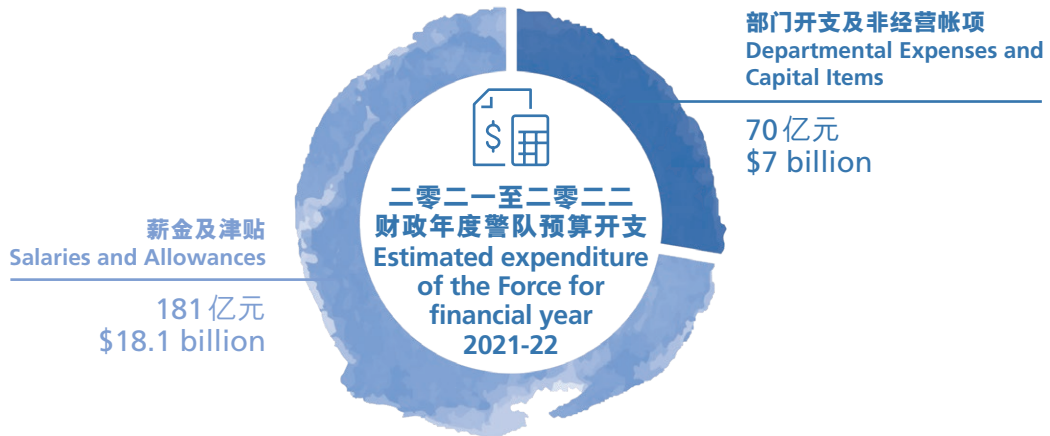 部门开支及非经营帐项
Departmental Expenses and
Capital Items
70亿元
$7 billion
$
二零二一至二零二二
财政年度警队预算开支
Estimated expenditure
of the Force for
financial year
2021-22
薪金及津贴
Salaries and Allowances
181亿元
$18.1 billion